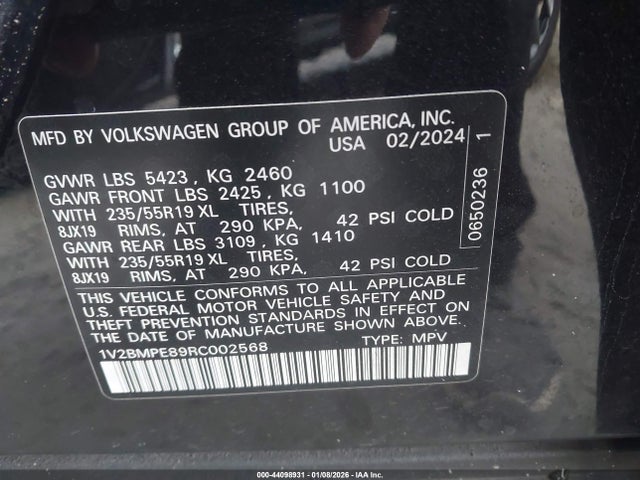 MFD BY VOLKSWAGEN GROUP OF AMERICA, INC.
USA 02/2024
GVWR LBS 5423 , KG 2460
GAWR FRONT LBS 2425 , KG 1100
WITH 235/55R19 XL TIRES,
8JX19 RIMS, AT 290 KPA, 42 PSI COLD
GAWR REAR LBS 3109 , KG 1410
WITH 235/55R19 XL TIRES,
8JX19 RIMS, AT 290 KPA, 42 PSI COLD
THIS VEHICLE CONFORMS TO ALL APPLICABLE
U.S. FEDERAL MOTOR VEHICLE SAFETY AND
THEFT PREVENTION STANDARDS IN EFFECT ON
THE DATE OF MANUFACTURE SHOWN ABOVE.
1V2BMPE89RC002568 TYPE: MPV
0650236 1
000-44098931 - 01/08/2026 - IAA Inc.